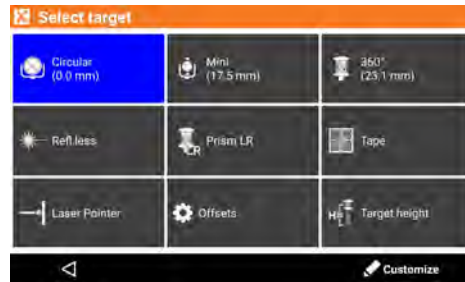 Select target
Circular
(0.0 mm)
Mini
(17.5 mm)
360°
(23.1 mm)
Refl.less
Prism LR
Tape
Laser Pointer
Offsets
Target height
Customize